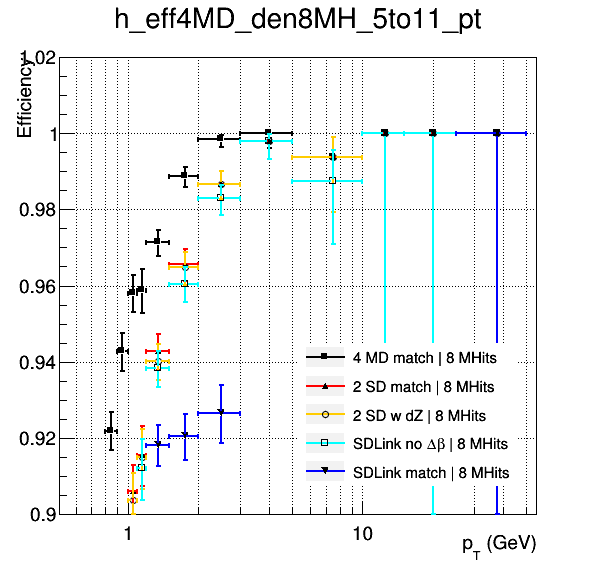 h_eff4MD_den8MH_5to11_pt
Efficiency
1.02
1
0.98
0.96
0.94
0.92
0.9
4 MD match | 8 MHits
2 SD match | 8 MHits
2 SD w dZ | 8 MHits
SDLink no Δβ | 8 MHits
SDLink match | 8 MHits
1
10
p_T (GeV)